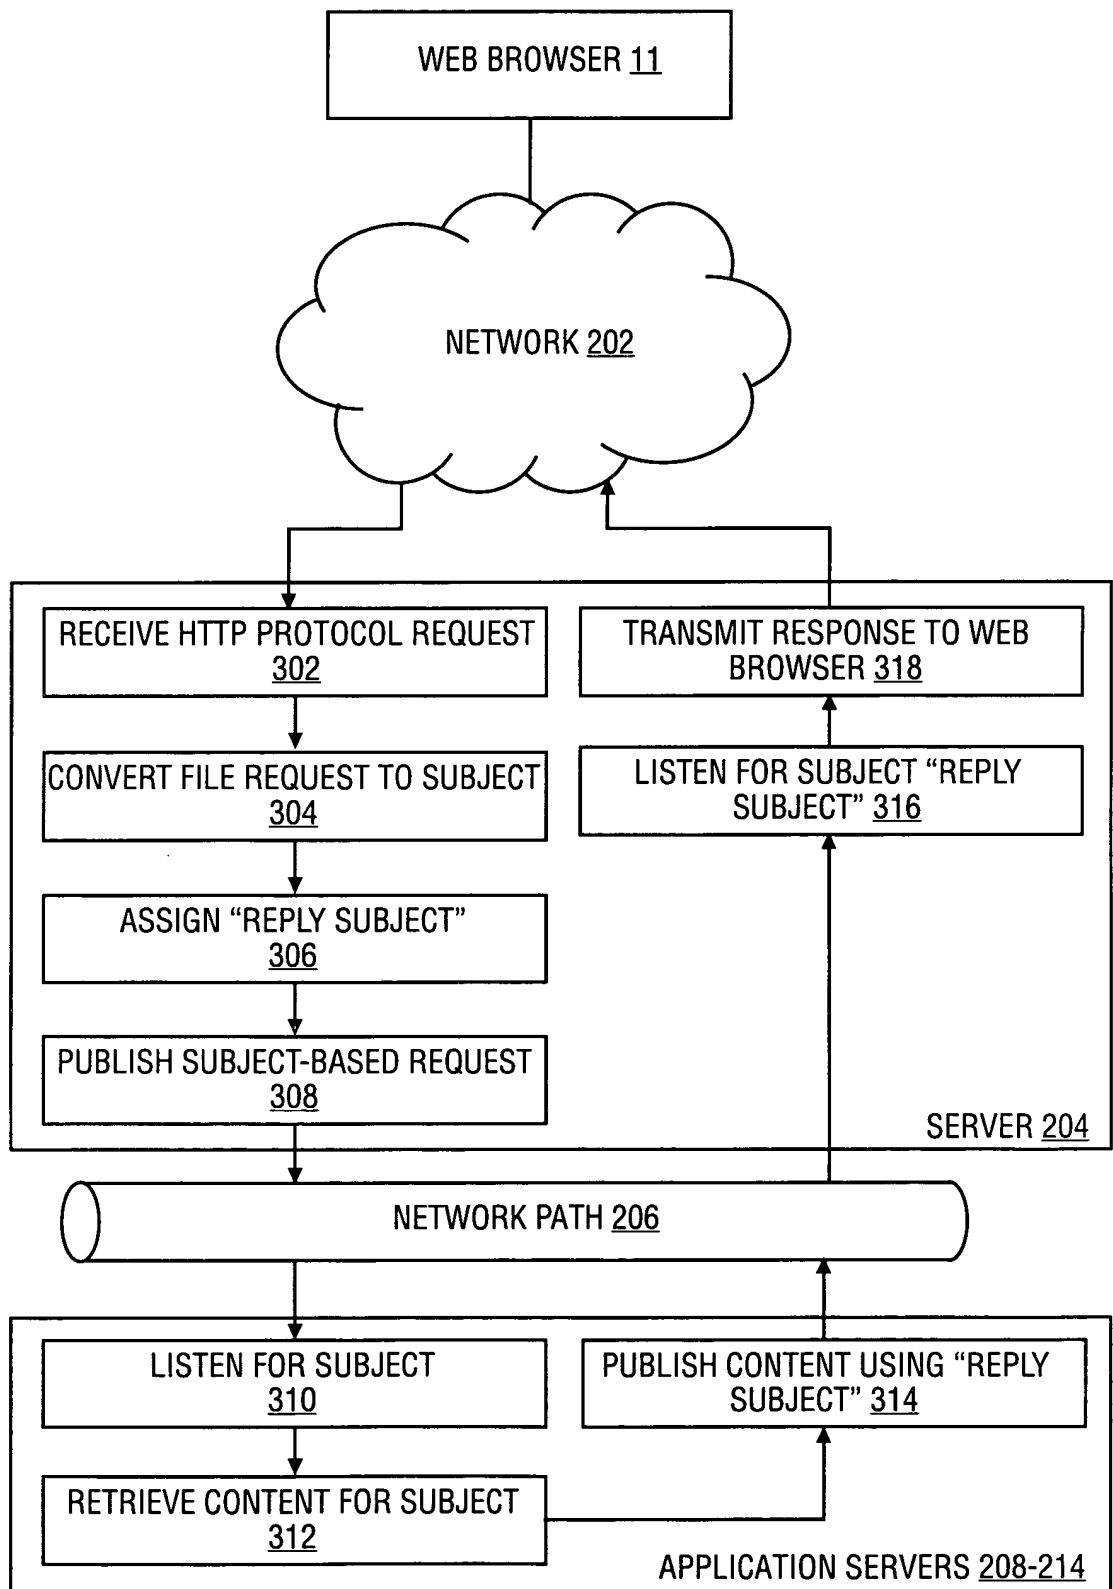 WEB BROWSER 11
NETWORK 202
RECEIVE HTTP PROTOCOL REQUEST
302
CONVERT FILE REQUEST TO SUBJECT
304
ASSIGN “REPLY SUBJECT”
306
PUBLISH SUBJECT-BASED REQUEST
308
TRANSMIT RESPONSE TO WEB
BROWSER 318
LISTEN FOR SUBJECT “REPLY
SUBJECT” 316
SERVER 204
NETWORK PATH 206
LISTEN FOR SUBJECT
310
RETRIEVE CONTENT FOR SUBJECT
312
PUBLISH CONTENT USING “REPLY
SUBJECT” 314
APPLICATION SERVERS 208-214